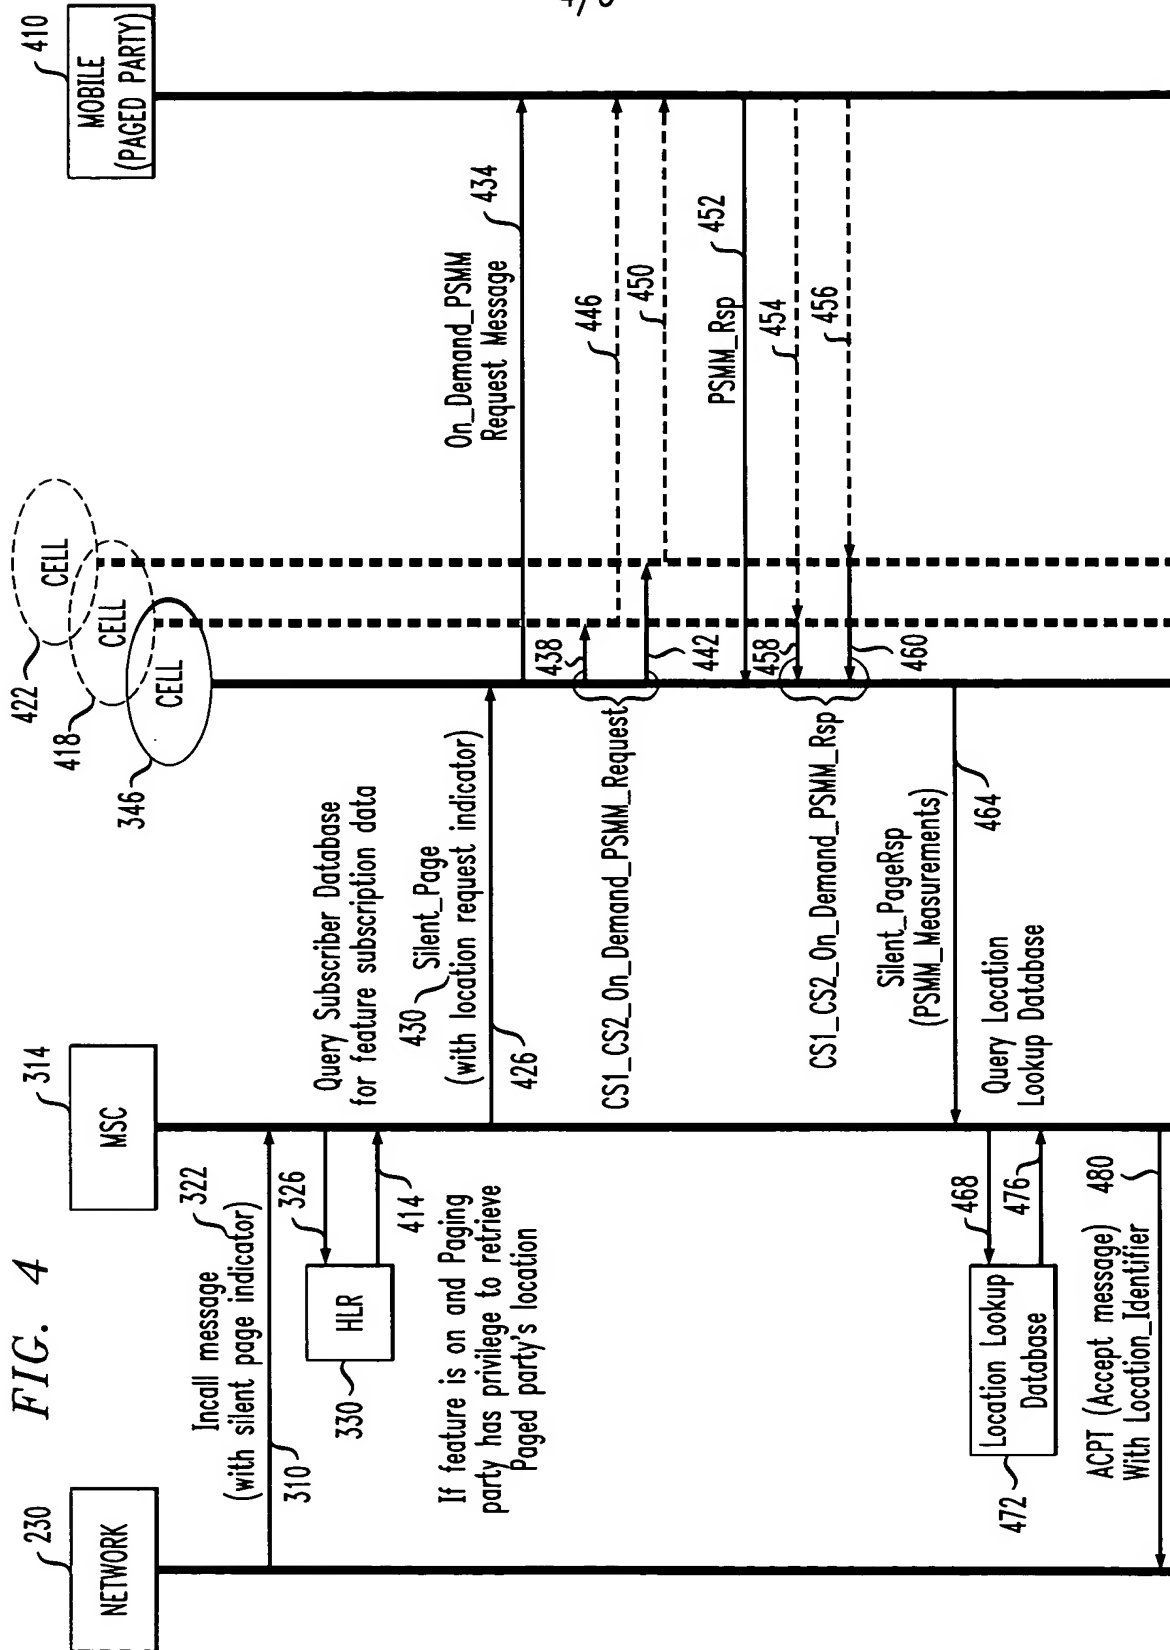 FIG. 4
NETWORK
230
MSC
314
CELL
346
CELL
418
CELL
422
MOBILE
(PAGED PARTY)
410
Incall message
322
(with silent page indicator)
310
326
HLR
330
414
If feature is on and Paging
party has privilege to retrieve
Paged party's location
Query Subscriber Database
for feature subscription data
430
Silent_Page
(with location request indicator)
426
On_Demand_PSMM
Request Message
434
438
446
442
450
CS1_CS2_On_Demand_PSMM_Request
PSMM_Rsp
452
454
458
456
460
CS1_CS2_On_Demand_PSMM_Rsp
Silent_PageRsp
(PSMM_Measurements)
464
Query Location
Lookup Database
468
Location Lookup
Database
472
476
ACPT (Accept message)
With Location_Identifier
480